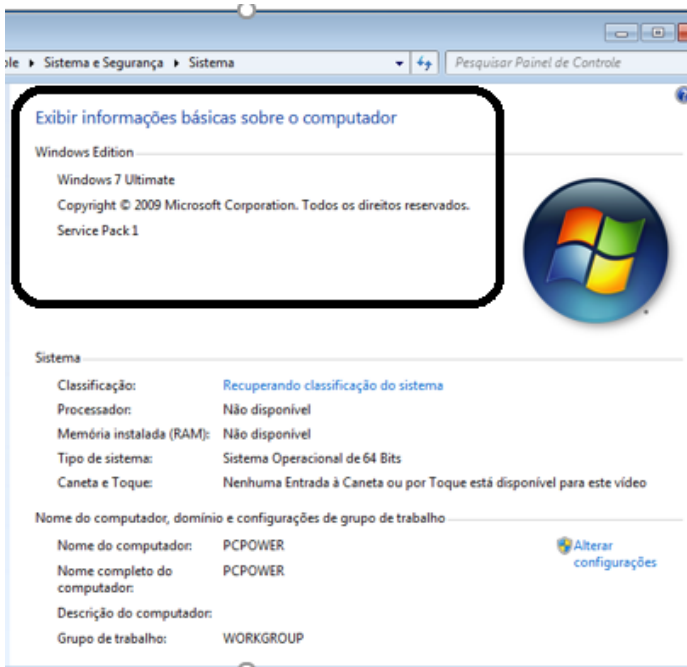 Sistema e Segurança ▸ Sistema
Pesquisar Painel de Controle
Exibir informações básicas sobre o computador
Windows Edition
Windows 7 Ultimate
Copyright © 2009 Microsoft Corporation. Todos os direitos reservados.
Service Pack 1
Sistema
Classificação: Recuperando classificação do sistema
Processador: Não disponível
Memória instalada (RAM): Não disponível
Tipo de sistema: Sistema Operacional de 64 Bits
Caneta e Toque: Nenhuma Entrada à Caneta ou por Toque está disponível para este vídeo
Nome do computador, domínio e configurações de grupo de trabalho
Nome do computador: PCPOWER
Alterar
configurações
Nome completo do PCPOWER
computador:
Descrição do computador:
Grupo de trabalho: WORKGROUP